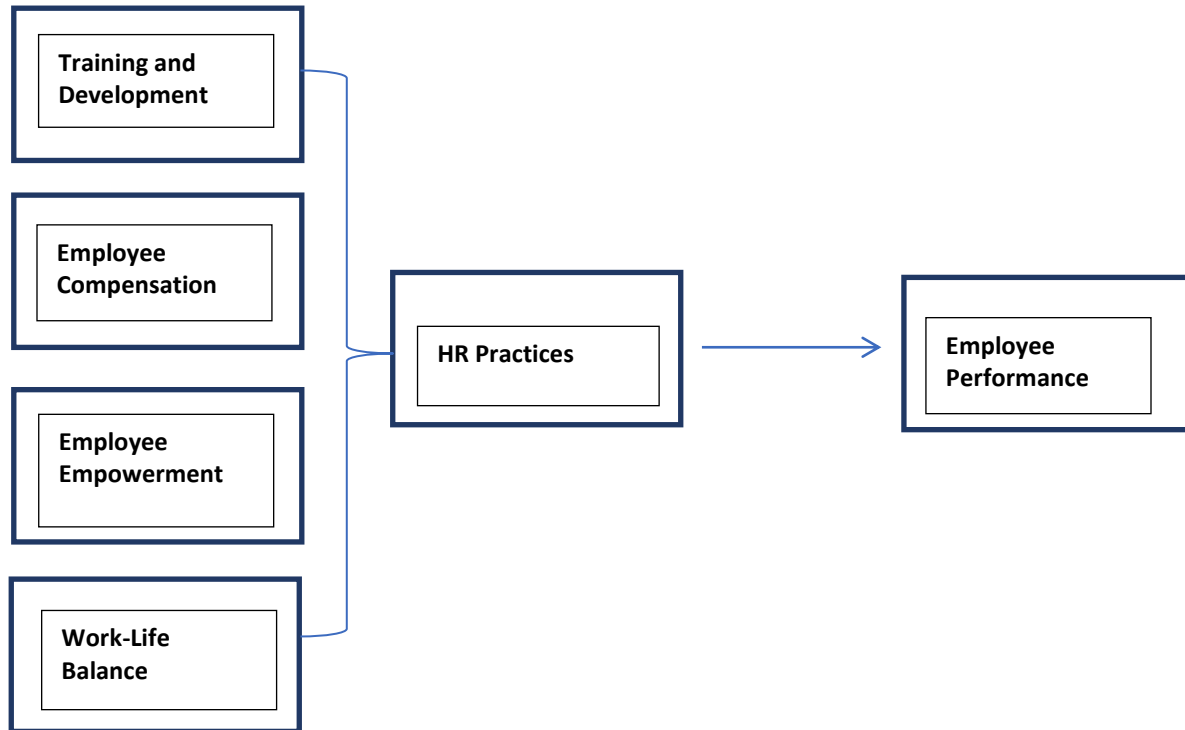 Training and
Development
Employee
Compensation
Employee
Empowerment
Work-Life
Balance
HR Practices
Employee
Performance